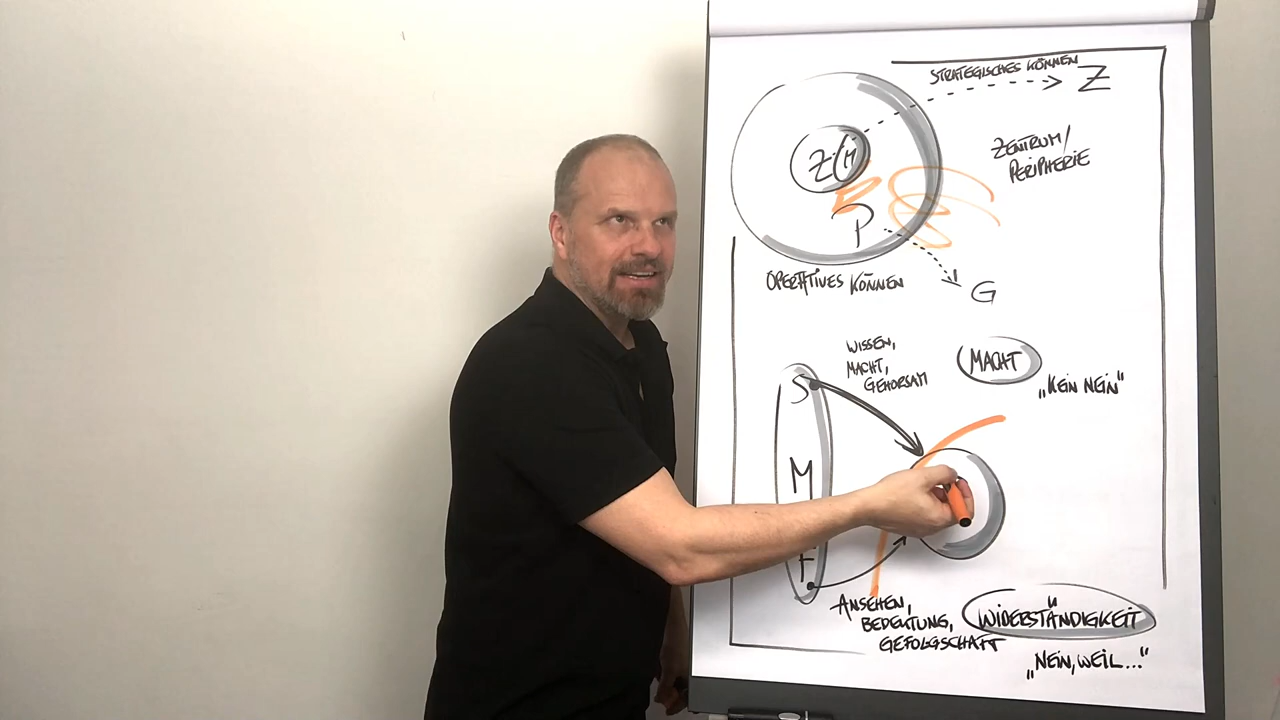 STRATEGISCHES KÖNNEN
Z
Z M
ZENTRUM/
PERIPHERIE
P
OPERATIVES KÖNNEN
G
WISSEN,
MACHT,
GEHORSAM
MACHT
„KEIN NEIN“
S
M
F
ANSEHEN,
BEDEUTUNG,
GEFOLGSCHAFT
WIDERSTÄNDIGKEIT
„NEIN, WEIL...“